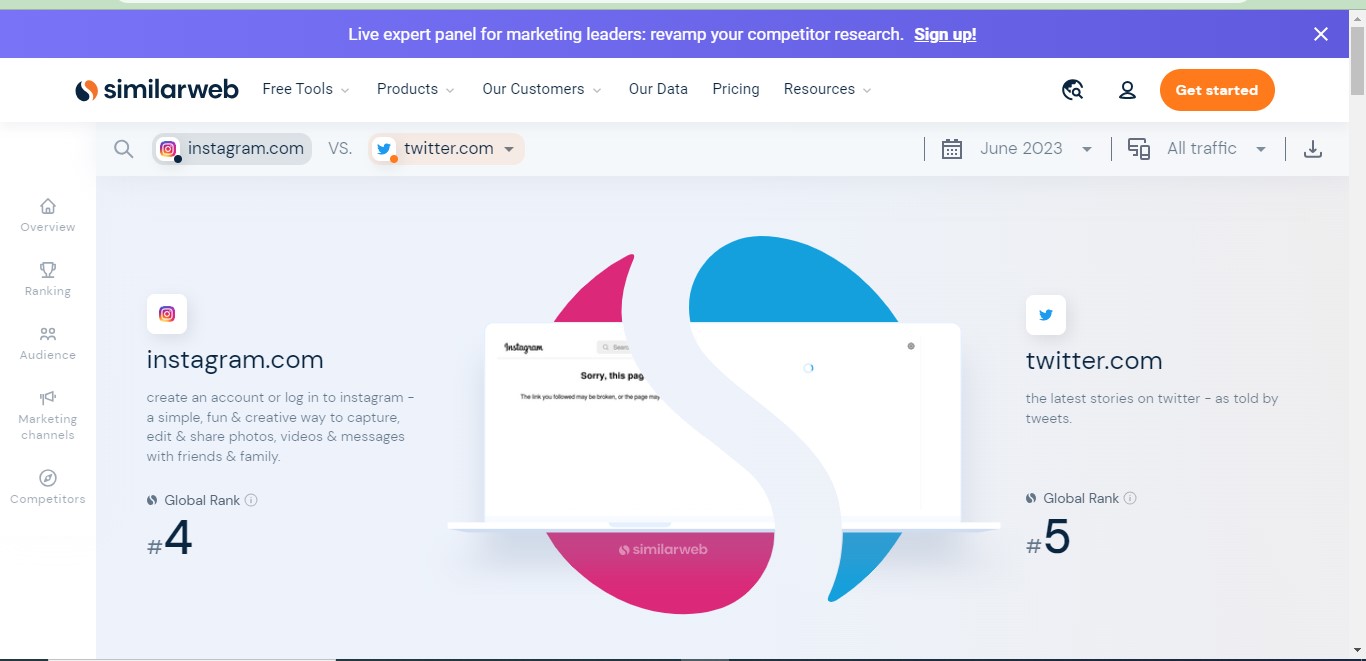 Live expert panel for marketing leaders: revamp your competitor research. Sign up!
similarweb Free Tools Products Our Customers Our Data Pricing Resources Get started
instagram.com VS. twitter.com June 2023 All traffic
Overview
Ranking
Audience
Marketing
channels
Competitors
instagram.com
create an account or log in to instagram -
a simple, fun & creative way to capture,
edit & share photos, videos & messages
with friends & family.
Global Rank
#4
Instagram
Sorry, this pag
The link you followed may be broken, or the page may
similarweb
twitter.com
the latest stories on twitter - as told by
tweets.
Global Rank
#5